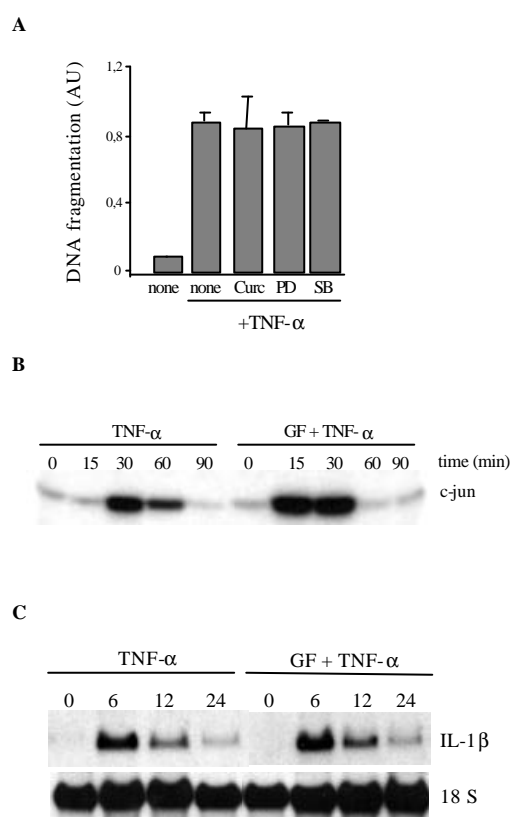 A
DNA fragmentation (AU)
1,2
0,8
0,4
0
none none Curc PD SB
+TNF-α
B
TNF-α GF + TNF-α
0 15 30 60 90 0 15 30 60 90 time (min)
c-jun
C
TNF-α GF + TNF-α
0 6 12 24 0 6 12 24
IL-1β
18 S